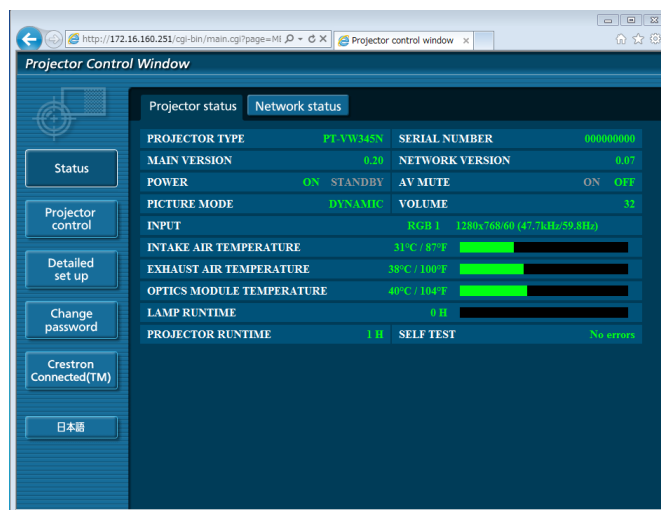 http://172.16.160.251/cgi-bin/main.cgi?page=MI
Projector control window
Projector Control Window
Projector status Network status
PROJECTOR TYPE PT-VW345N SERIAL NUMBER 000000000
MAIN VERSION 0.20 NETWORK VERSION 0.07
POWER ON STANDBY AV MUTE ON OFF
PICTURE MODE DYNAMIC VOLUME 32
INPUT RGB 1 1280x768/60 (47.7kHz/59.8Hz)
INTAKE AIR TEMPERATURE 31°C / 87°F
EXHAUST AIR TEMPERATURE 38°C / 100°F
OPTICS MODULE TEMPERATURE 40°C / 104°F
LAMP RUNTIME 0 H
PROJECTOR RUNTIME 1 H SELF TEST No errors
Status
Projector
control
Detailed
set up
Change
password
Crestron
Connected(TM)
日本語